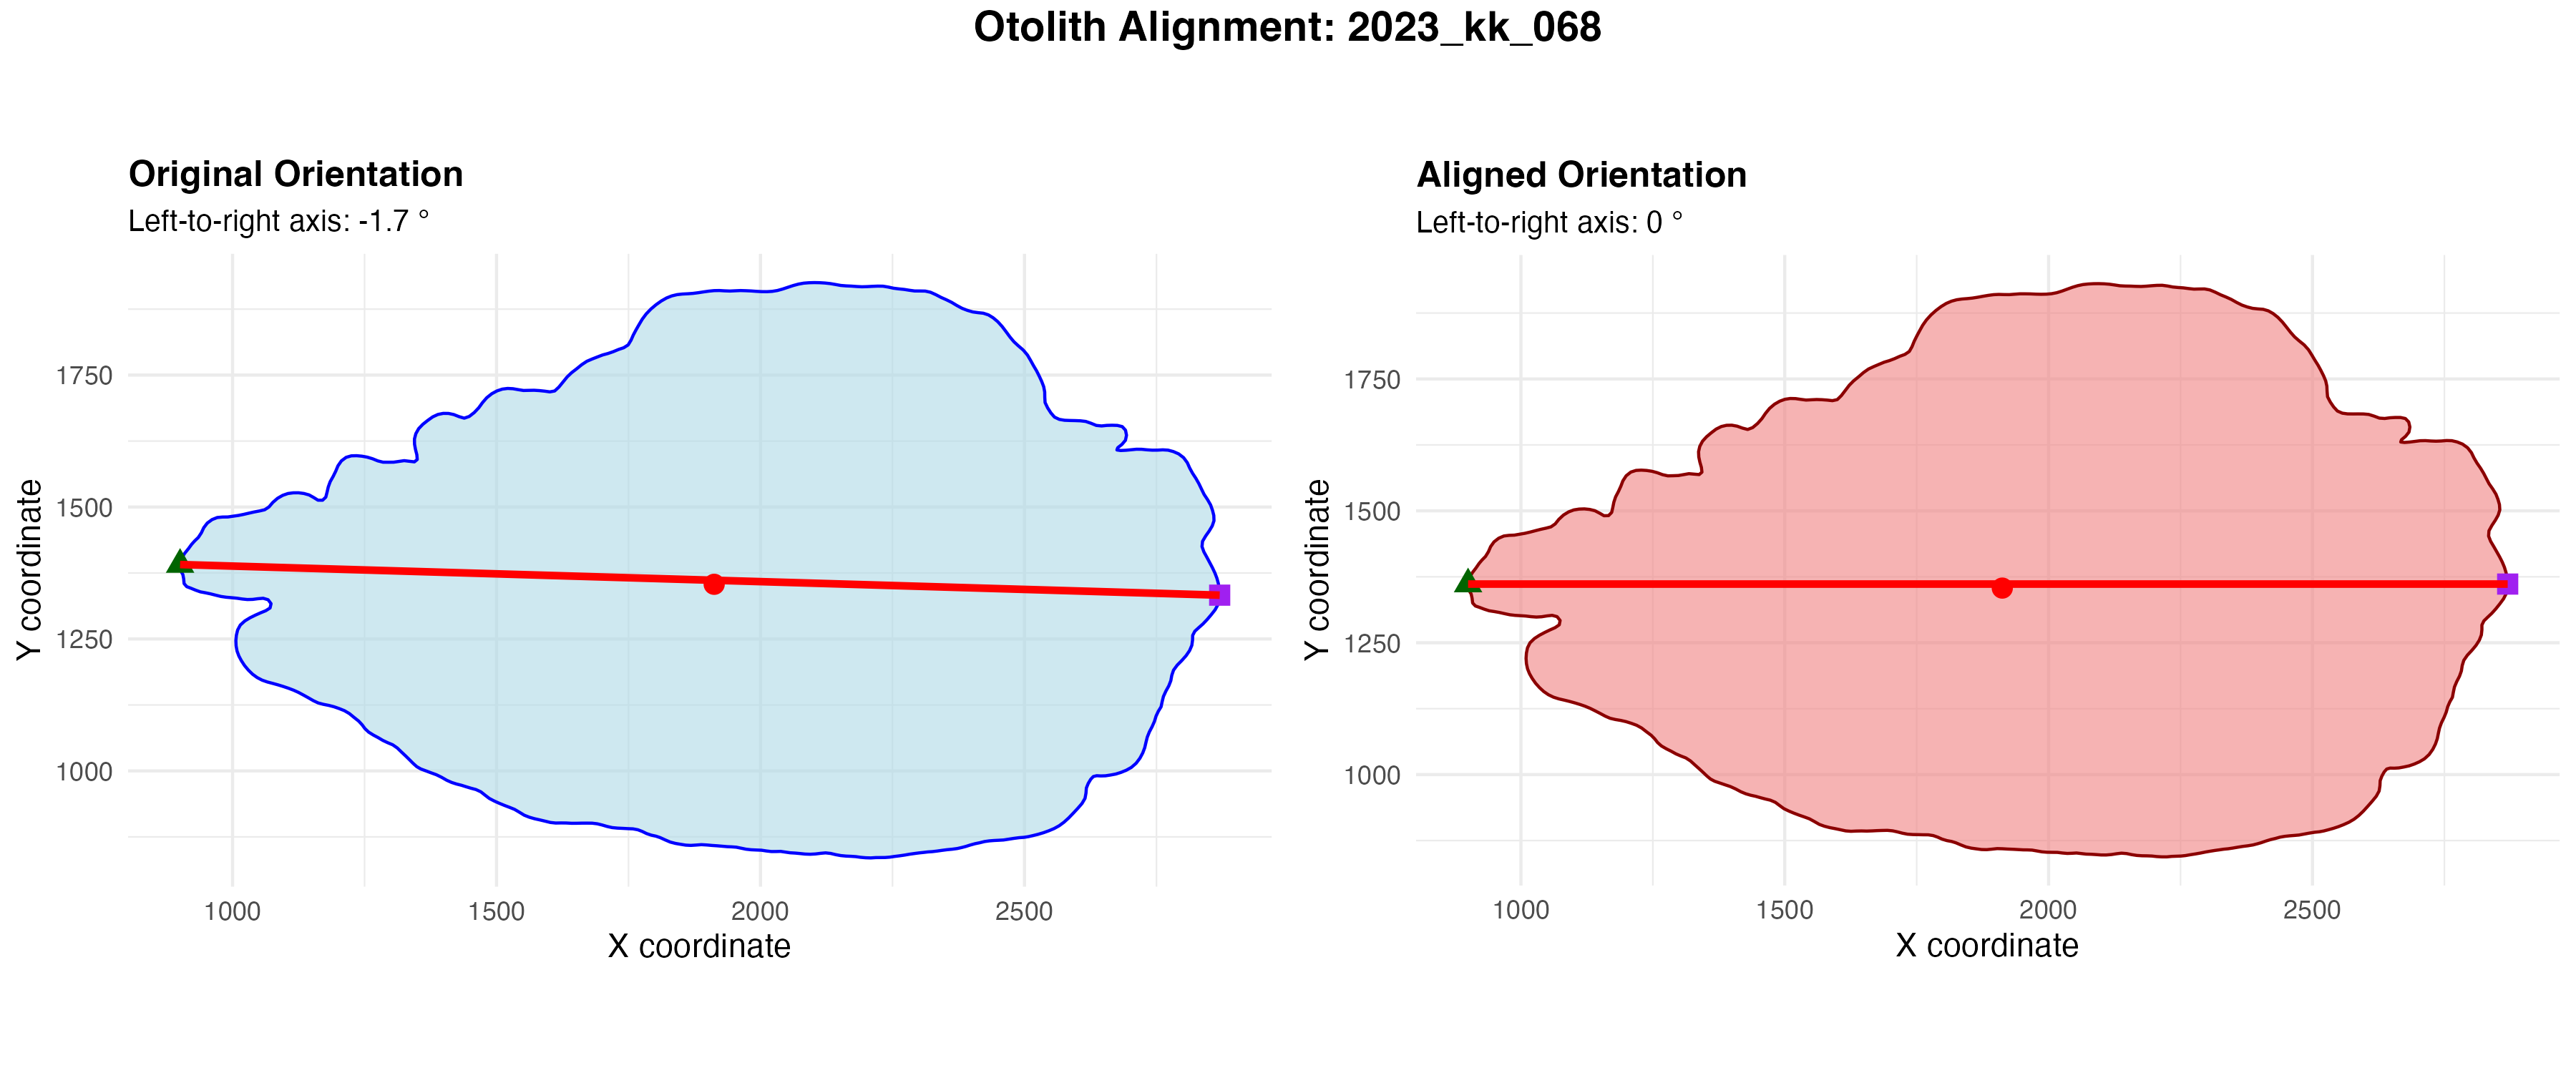 Otolith Alignment: 2023_kk_068
Original Orientation
Left-to-right axis: -1.7 °
Y coordinate
1750
1500
1250
1000
1000 1500 2000 2500
X coordinate
Aligned Orientation
Left-to-right axis: 0 °
Y coordinate
1750
1500
1250
1000
1000 1500 2000 2500
X coordinate